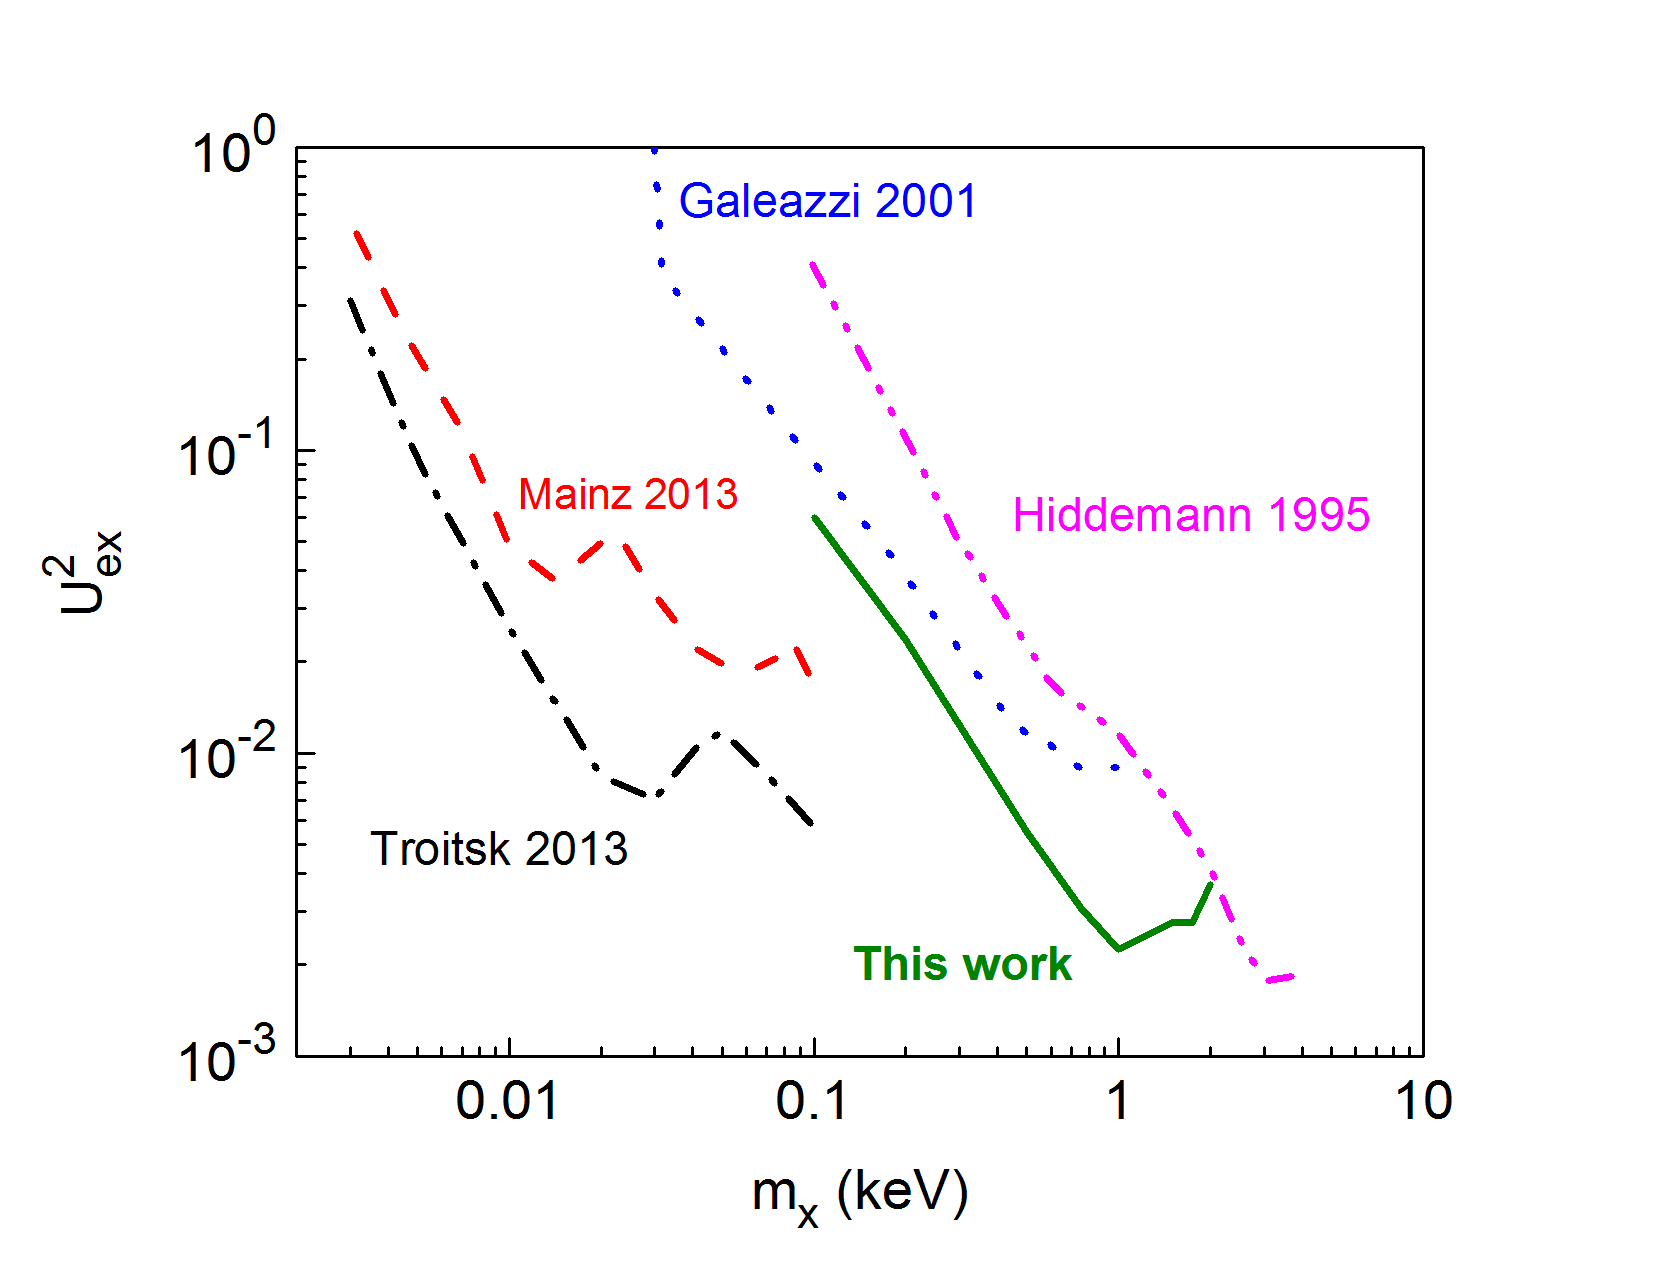 10^0
Galeazzi 2001
10^-1
Mainz 2013
Hiddemann 1995
U^2_ex
10^-2
Troitsk 2013
This work
10^-3
0.01 0.1 1 10
m_x (keV)